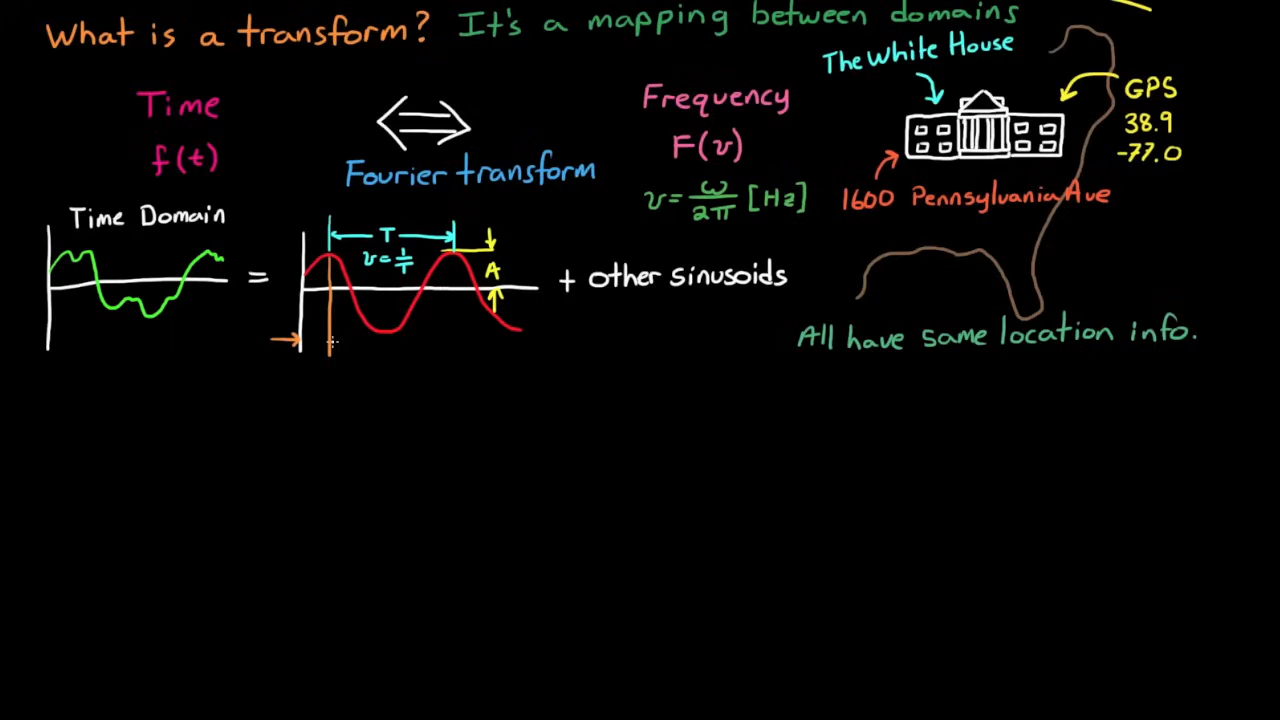 What is a transform? It's a mapping between domains
Time
f(t)
Fourier transform
Frequency
F(v)
v = ω/2π [Hz]
The White House
GPS
38.9
-77.0
1600 Pennsylvania Ave
All have same location info.
Time Domain
=
T
v = 1/T
A
+ other sinusoids